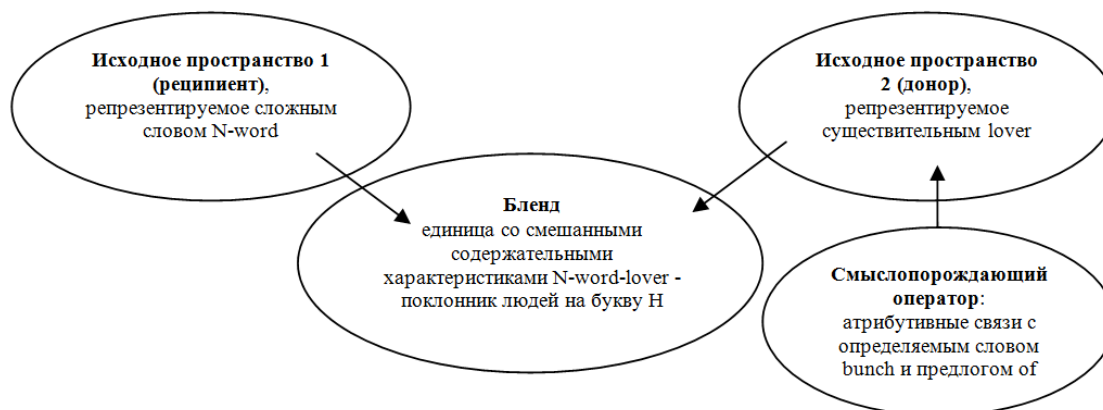 Исходное пространство 1
(реципиент),
репрезентируемое сложным
словом N-word
Исходное пространство
2 (донор),
репрезентируемое
существительным lover
Бленд
единица со смешанными
содержательными
характеристиками N-word-lover -
поклонник людей на букву Н
Смыслопорождающий
оператор:
атрибутивные связи с
определяемым словом
bunch и предлогом of